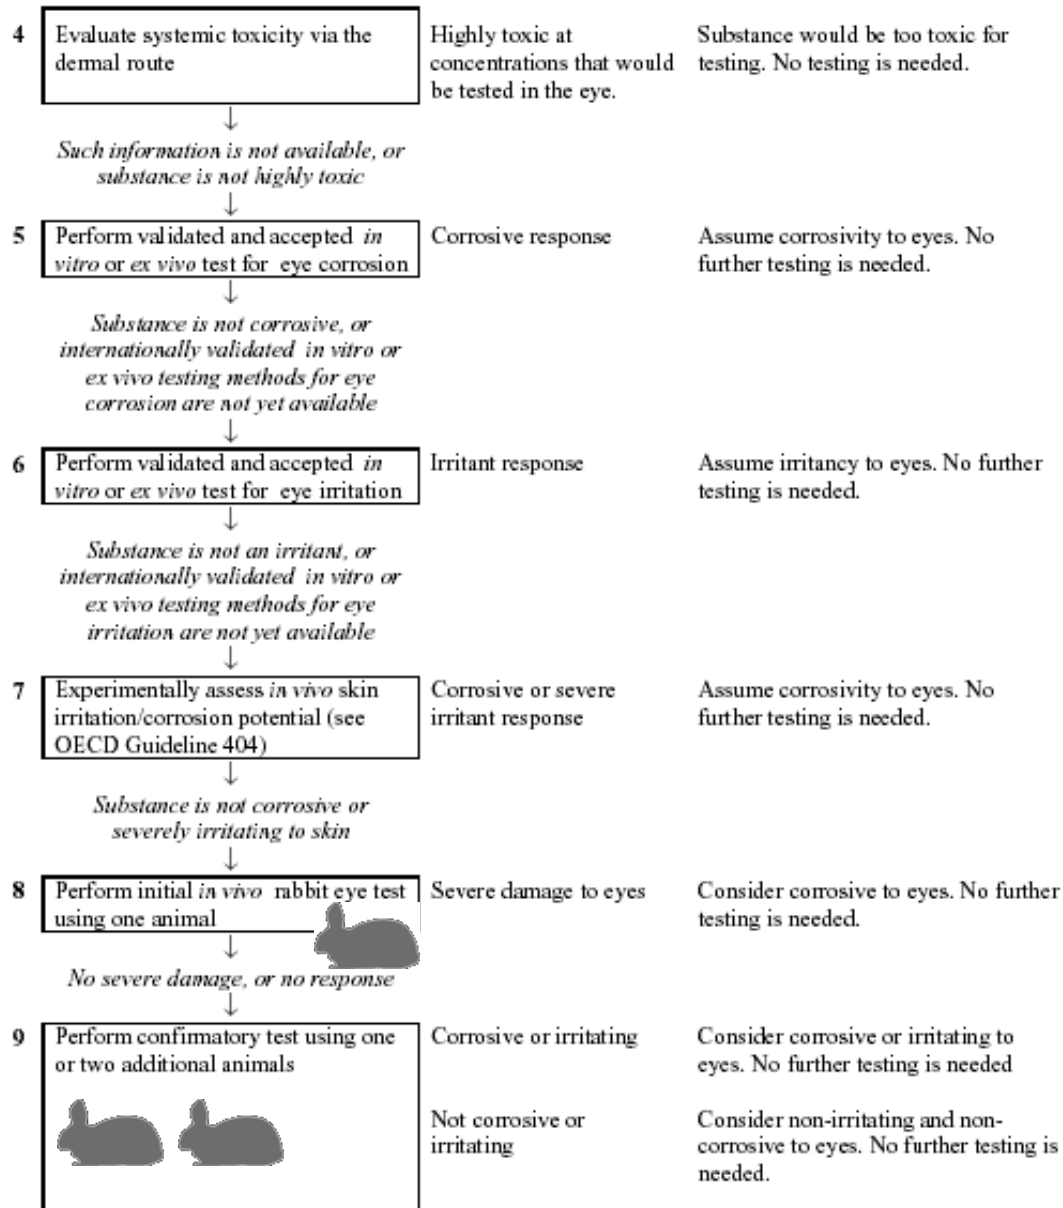 4 Evaluate systemic toxicity via the dermal route
Highly toxic at concentrations that would be tested in the eye.
Substance would be too toxic for testing. No testing is needed.
↓
Such information is not available, or
substance is not highly toxic
↓
5 Perform validated and accepted in vitro or ex vivo test for eye corrosion
Corrosive response
Assume corrosivity to eyes. No further testing is needed.
↓
Substance is not corrosive, or
internationally validated in vitro or
ex vivo testing methods for eye
corrosion are not yet available
↓
6 Perform validated and accepted in vitro or ex vivo test for eye irritation
Irritant response
Assume irritancy to eyes. No further testing is needed.
↓
Substance is not an irritant, or
internationally validated in vitro or
ex vivo testing methods for eye
irritation are not yet available
↓
7 Experimentally assess in vivo skin irritation/corrosion potential (see OECD Guideline 404)
Corrosive or severe irritant response
Assume corrosivity to eyes. No further testing is needed.
↓
Substance is not corrosive or
severely irritating to skin
↓
8 Perform initial in vivo rabbit eye test using one animal
Severe damage to eyes
Consider corrosive to eyes. No further testing is needed.
↓
No severe damage, or no response
↓
9 Perform confirmatory test using one or two additional animals
Corrosive or irritating
Consider corrosive or irritating to eyes. No further testing is needed
Not corrosive or irritating
Consider non-irritating and non-corrosive to eyes. No further testing is needed.